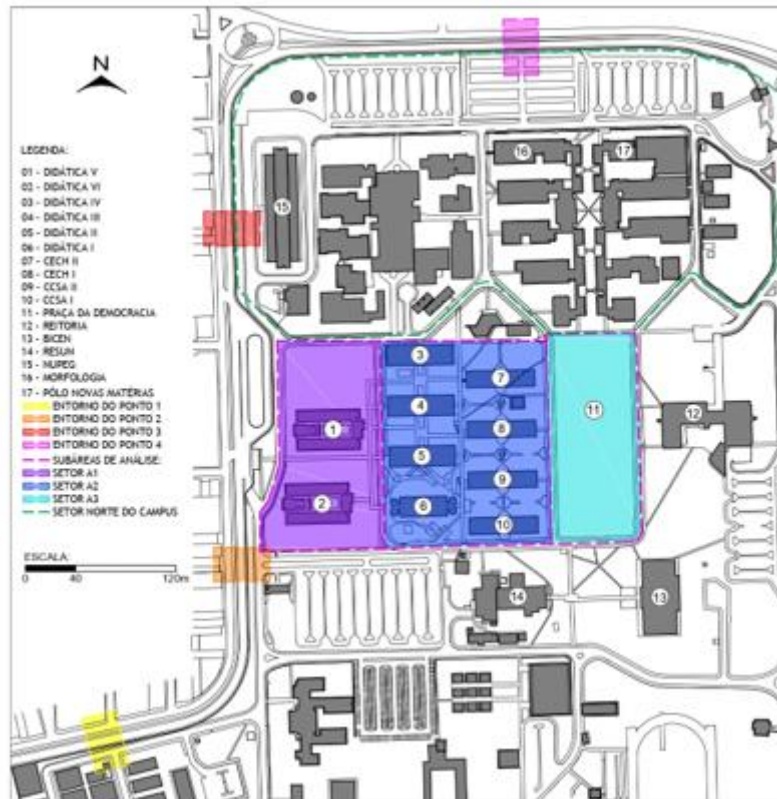 N
LEGENDA:
01 - DIDÁTICA V
02 - DIDÁTICA VI
03 - DIDÁTICA IV
04 - DIDÁTICA III
05 - DIDÁTICA II
06 - DIDÁTICA I
07 - CECH II
08 - CECH I
09 - CCSA II
10 - CCSA I
11 - PRAÇA DA DEMOCRACIA
12 - REITORIA
13 - BICEN
14 - RESUN
15 - NUPEG
16 - MORFOLOGIA
17 - PÓLO NOVAS MATÉRIAS
ENTORNO DO PONTO 1
ENTORNO DO PONTO 2
ENTORNO DO PONTO 3
ENTORNO DO PONTO 4
SUBÁREAS DE ANÁLISE:
SETOR A1
SETOR A2
SETOR A3
SETOR NORTE DO CAMPUS
ESCALA:
0 40 120m
16
17
15
3
7
4
11
12
1
8
5
9
2
6
10
14
13